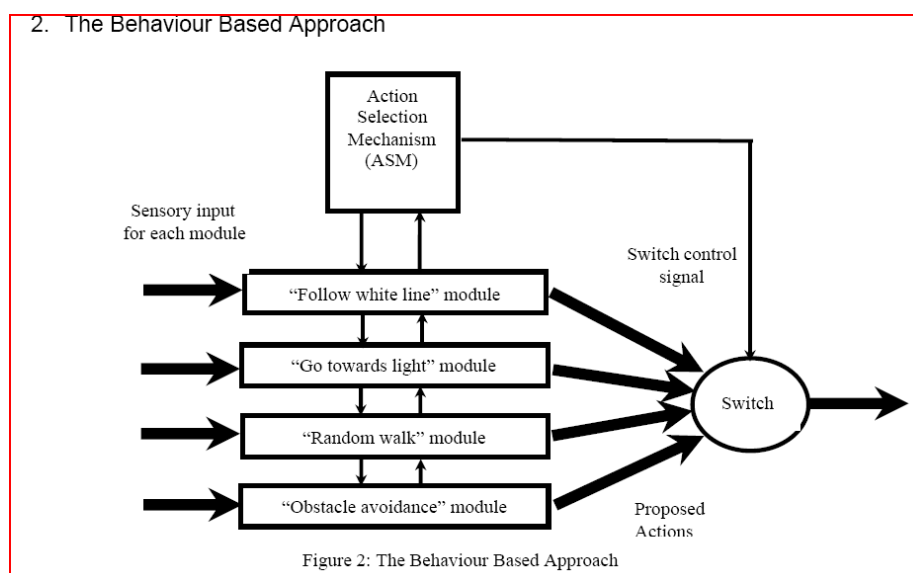 2. The Behaviour Based Approach
Action
Selection
Mechanism
(ASM)
Sensory input
for each module
Switch control
signal
“Follow white line” module
“Go towards light” module
Switch
“Random walk” module
“Obstacle avoidance” module
Proposed
Actions
Figure 2: The Behaviour Based Approach